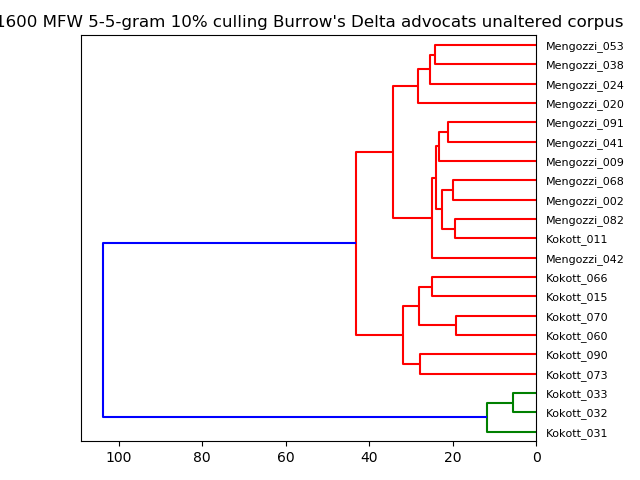 1600 MFW 5-5-gram 10% culling Burrow's Delta advocats unaltered corpus
Mengozzi_053
Mengozzi_038
Mengozzi_024
Mengozzi_020
Mengozzi_091
Mengozzi_041
Mengozzi_009
Mengozzi_068
Mengozzi_002
Mengozzi_082
Kokott_011
Mengozzi_042
Kokott_066
Kokott_015
Kokott_070
Kokott_060
Kokott_090
Kokott_073
Kokott_033
Kokott_032
Kokott_031
100 80 60 40 20 0